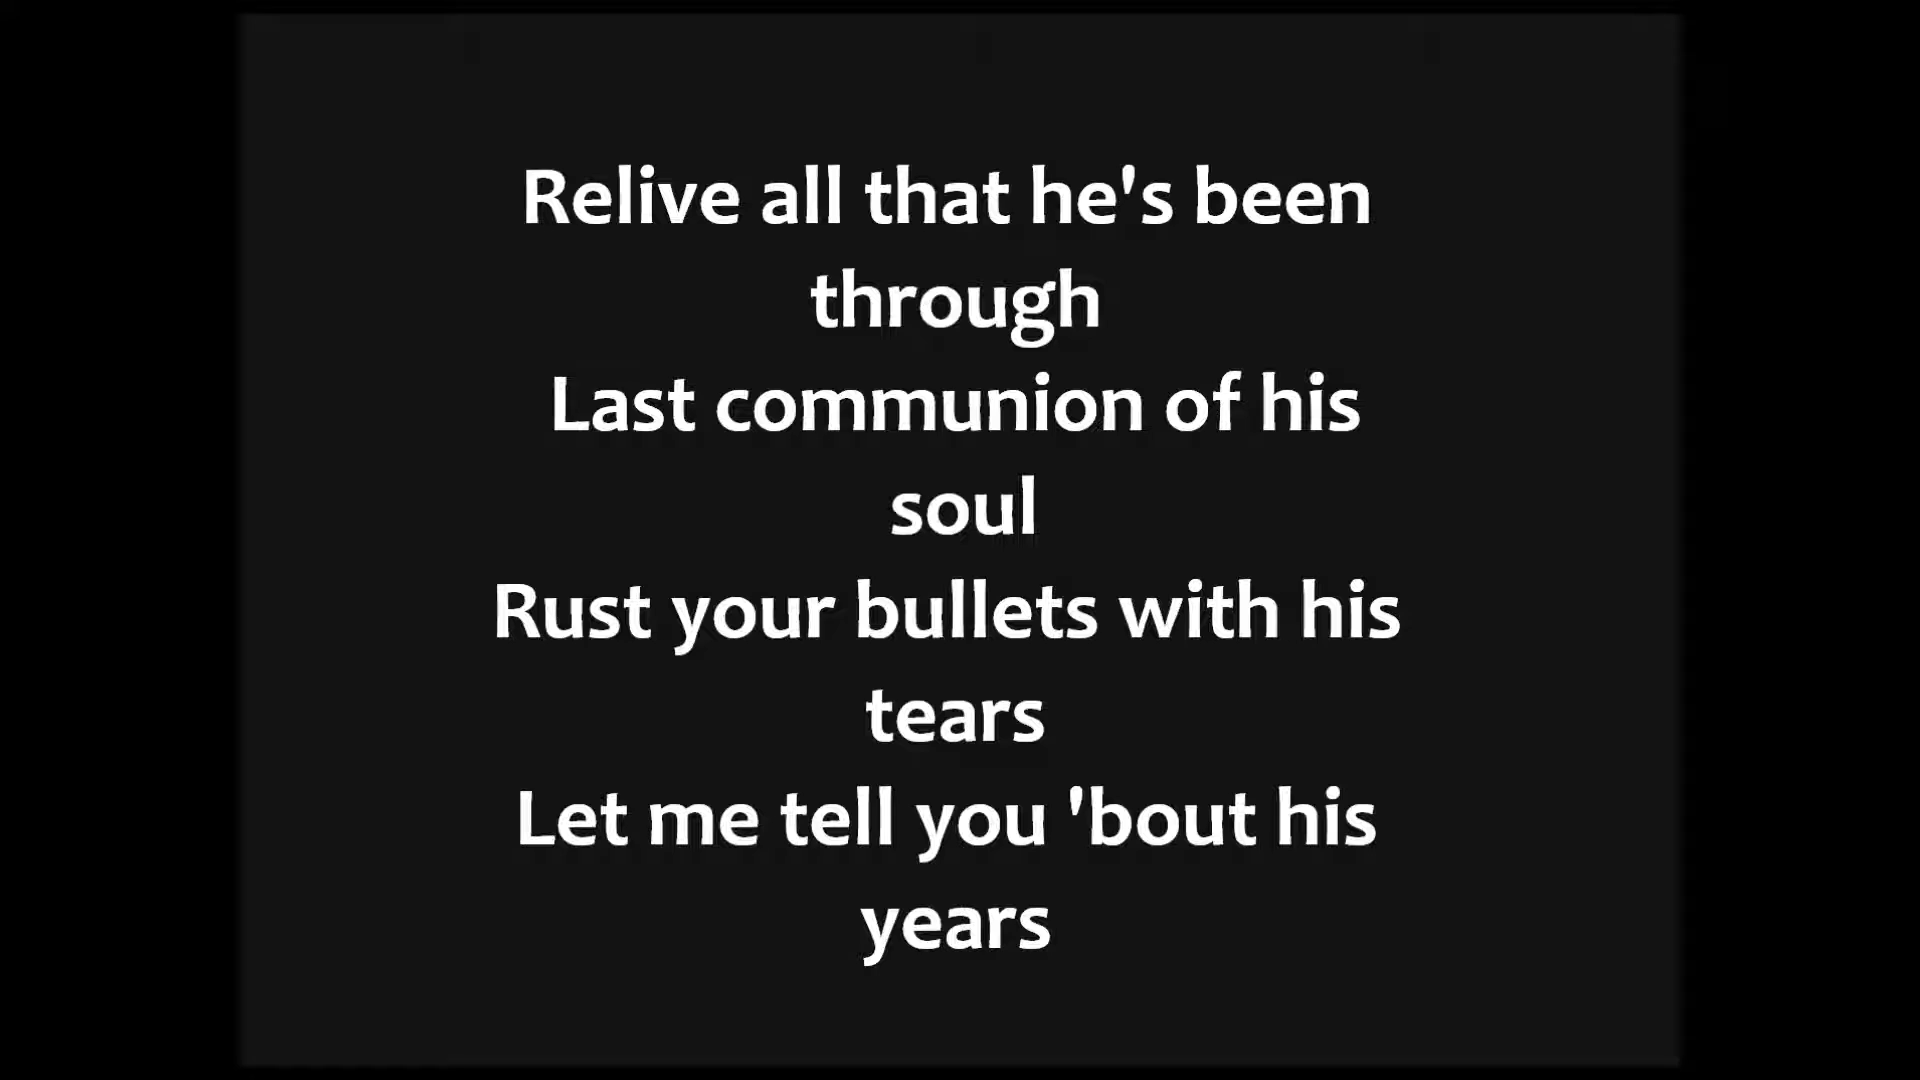 Relive all that he's been
through
Last communion of his
soul
Rust your bullets with his
tears
Let me tell you 'bout his
years